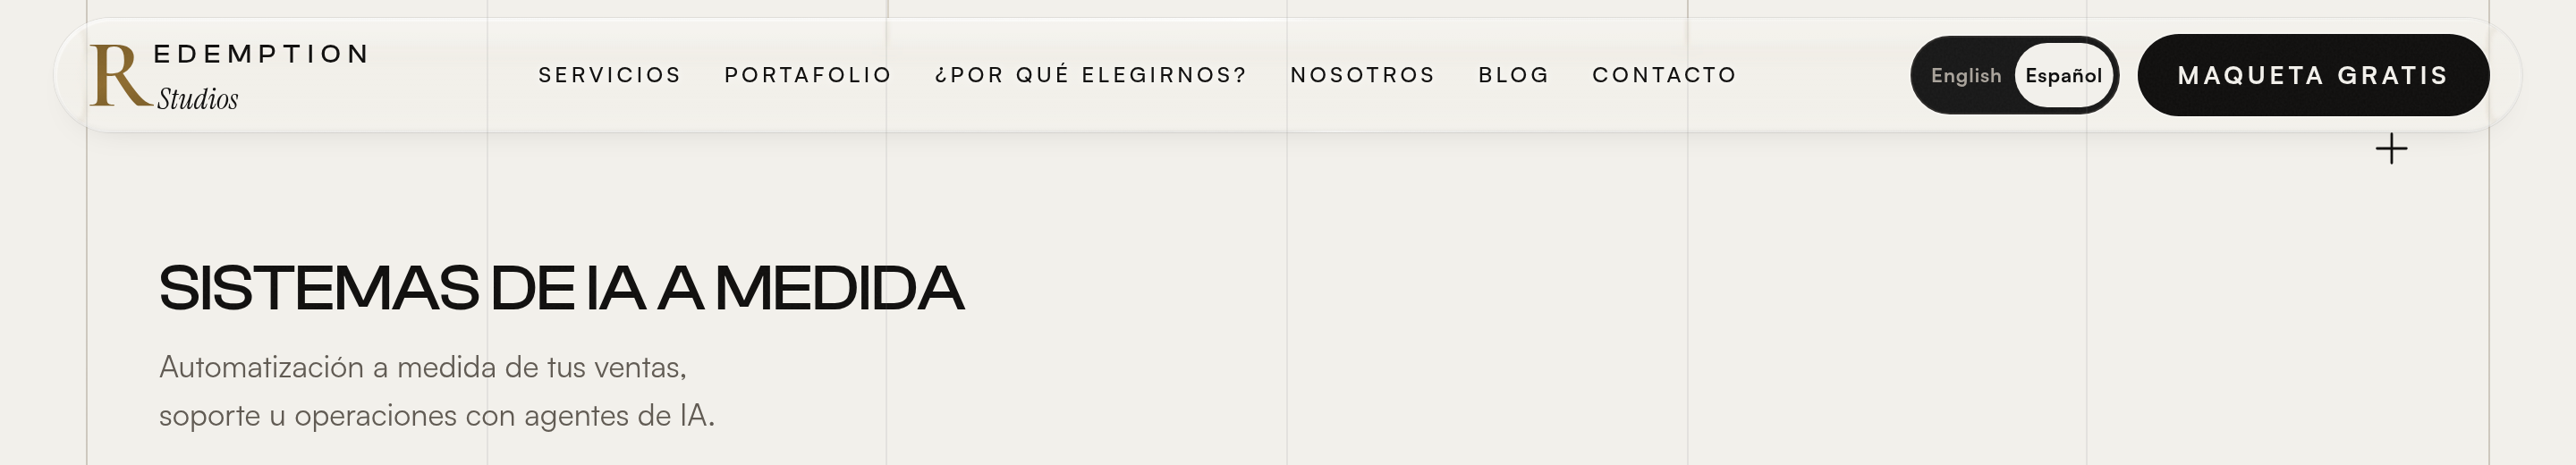 REDEMPTION
Studios
SERVICIOS PORTAFOLIO ¿POR QUÉ ELEGIRNOS? NOSOTROS BLOG CONTACTO
English Español
MAQUETA GRATIS
SISTEMAS DE IA A MEDIDA
Automatización a medida de tus ventas,
soporte u operaciones con agentes de IA.